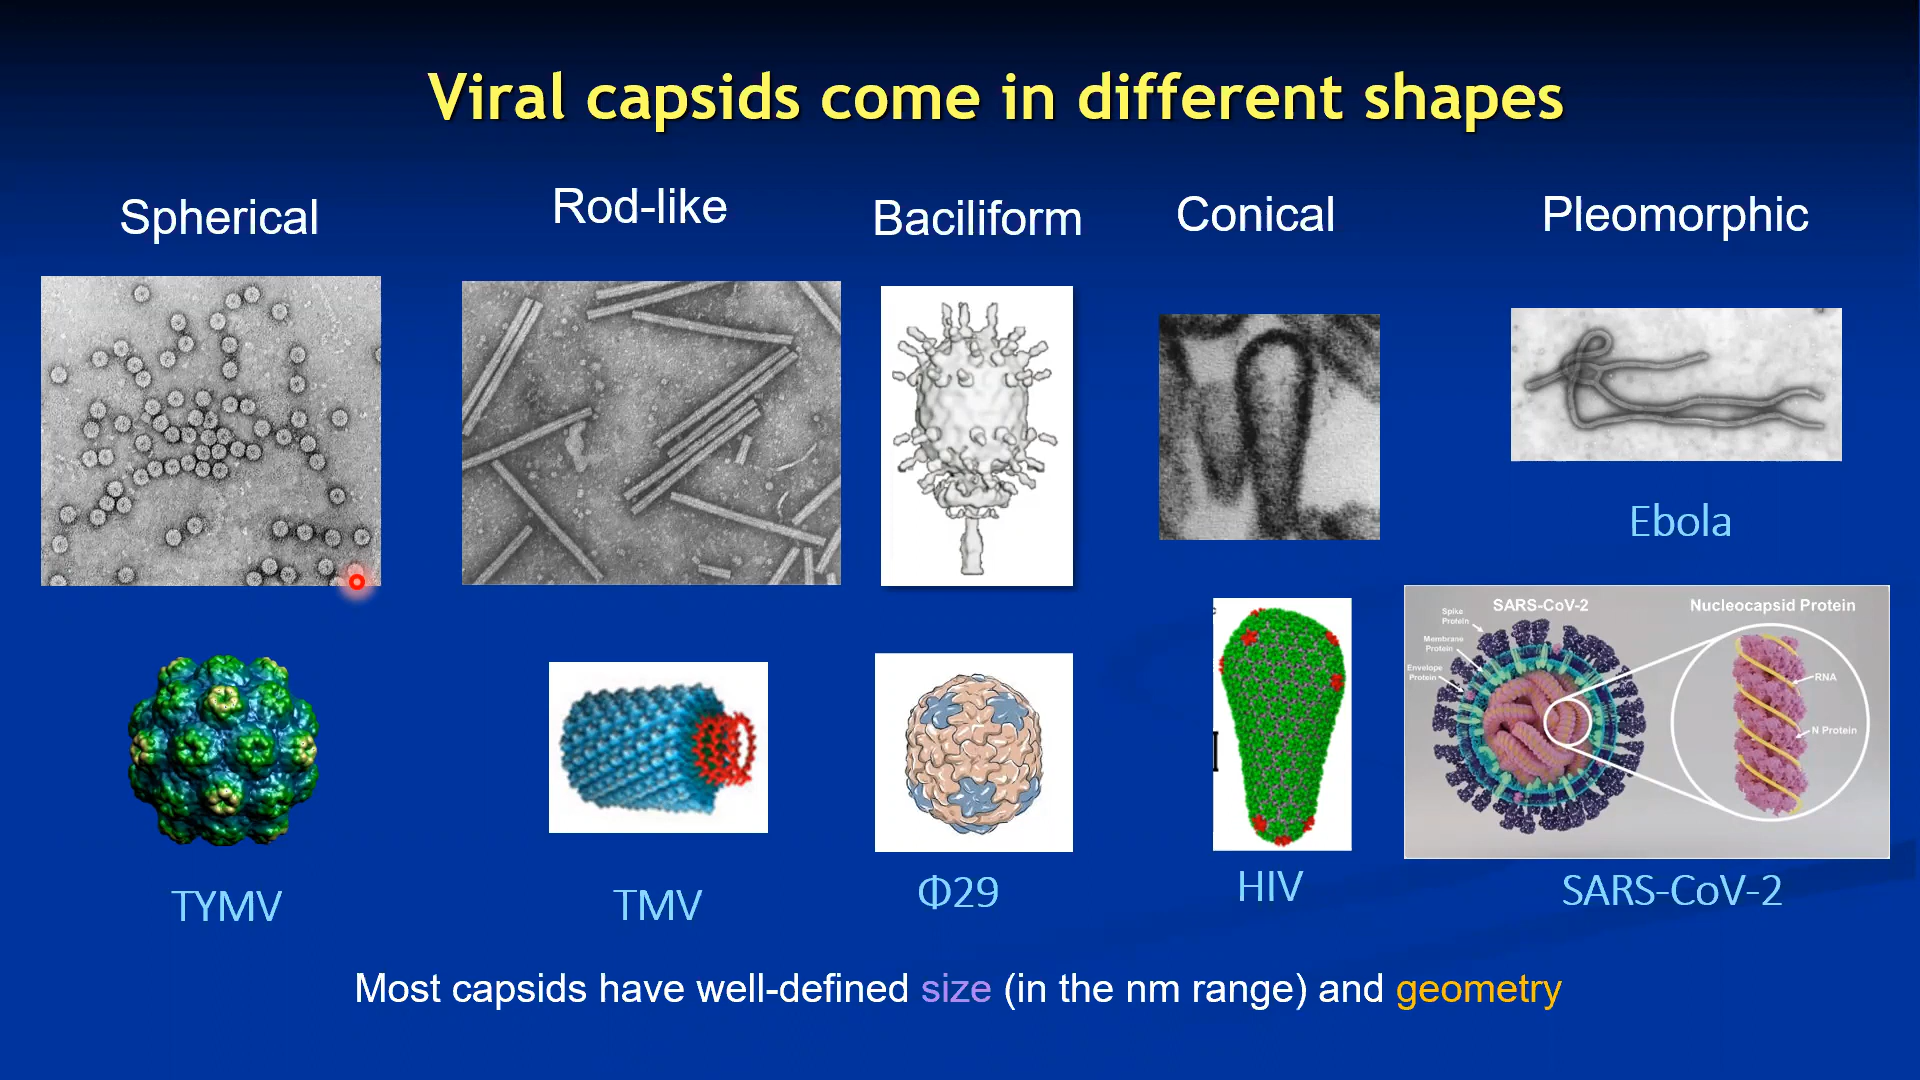 Viral capsids come in different shapes
Spherical
Rod-like
Baciliform
Conical
Pleomorphic
Ebola
SARS-CoV-2
Nucleocapsid Protein
Spike
Protein
Membrane
Protein
Envelope
Protein
RNA
N Protein
TYMV
TMV
Φ29
HIV
SARS-CoV-2
Most capsids have well-defined size (in the nm range) and geometry